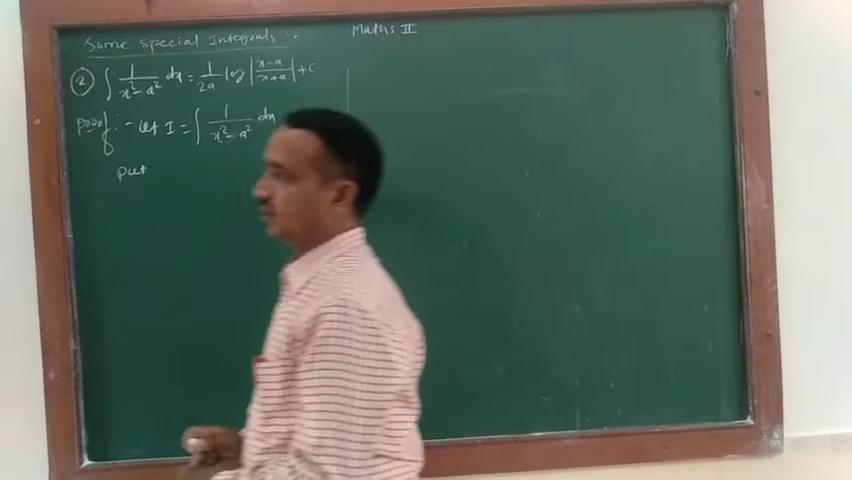 Some Special Integrals :-
Maths II
② ∫ 1/(x²-a²) dx = 1/2a log |x-a/x+a| + c
Proof :- Let I = ∫ 1/(x²-a²) dx
put